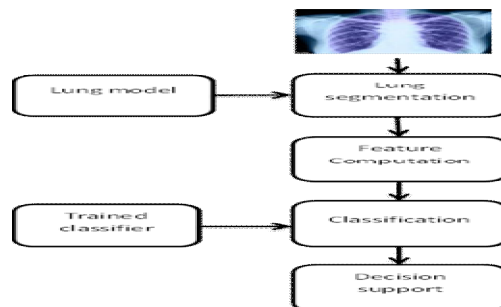 Lung model
Lung
segmentation
Feature
Computation
Trained
classifier
Classification
Decision
support